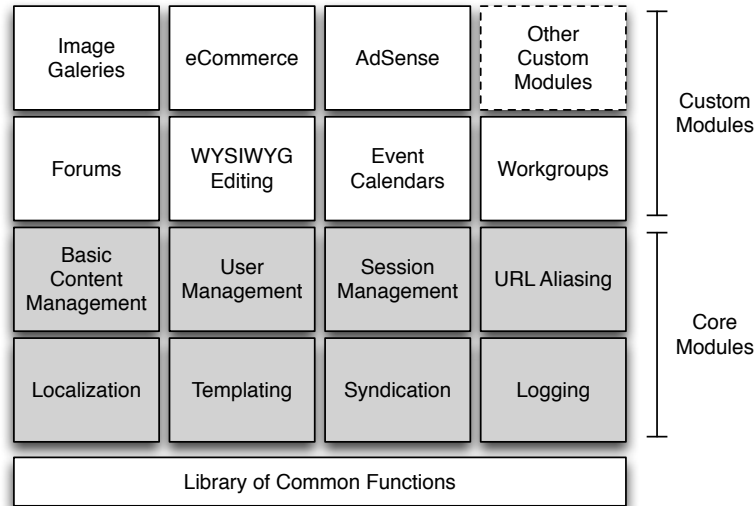 Image
Galeries
eCommerce
AdSense
Other
Custom
Modules
Custom
Modules
Forums
WYSIWYG
Editing
Event
Calendars
Workgroups
Basic
Content
Management
User
Management
Session
Management
URL Aliasing
Core
Modules
Localization
Templating
Syndication
Logging
Library of Common Functions